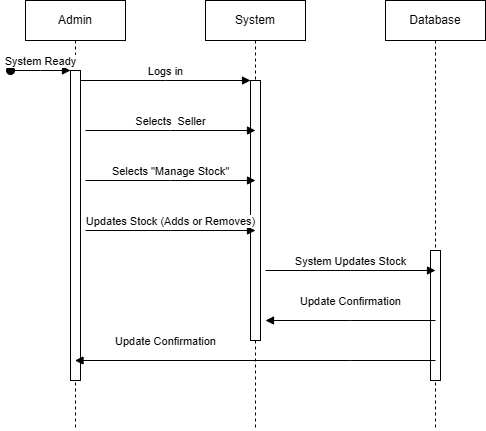 Admin
System
Database
System Ready
Logs in
Selects  Seller
Selects "Manage Stock"
Updates Stock (Adds or Removes)
System Updates Stock
Update Confirmation
Update Confirmation